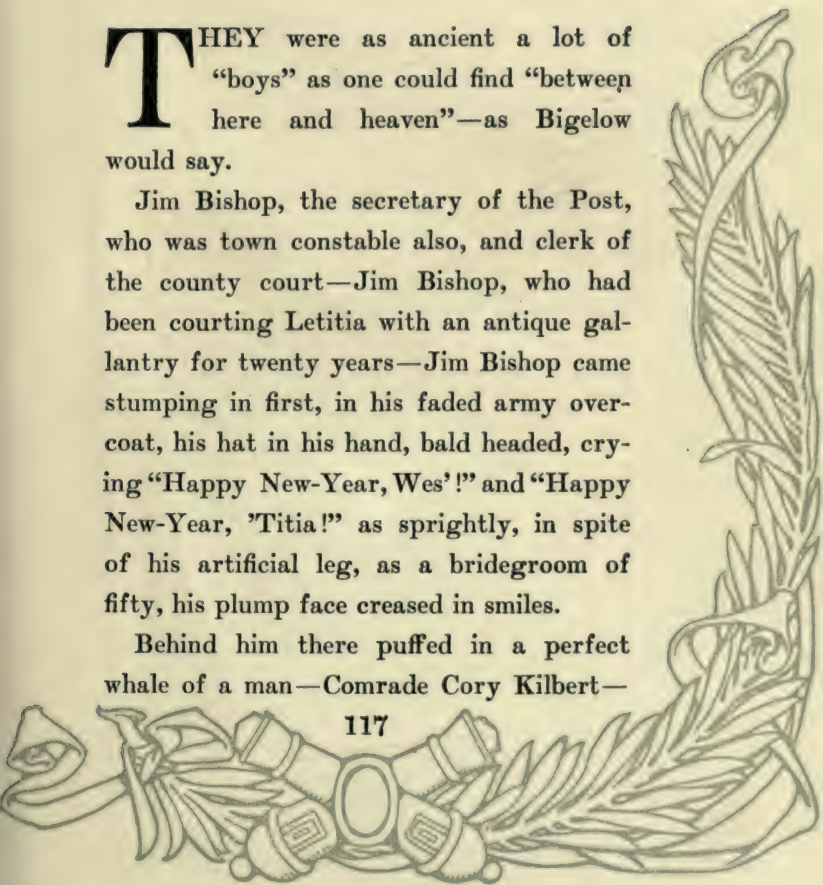 THEY were as ancient a lot of
“boys” as one could find “between
here and heaven”—as Bigelow
would say.
Jim Bishop, the secretary of the Post,
who was town constable also, and clerk of
the county court—Jim Bishop, who had
been courting Letitia with an antique gal-
lantry for twenty years—Jim Bishop came
stumping in first, in his faded army over-
coat, his hat in his hand, bald headed, cry-
ing “Happy New-Year, Wes’!” and “Happy
New-Year, ’Titia!” as sprightly, in spite
of his artificial leg, as a bridegroom of
fifty, his plump face creased in smiles.
Behind him there puffed in a perfect
whale of a man—Comrade Cory Kilbert—
117